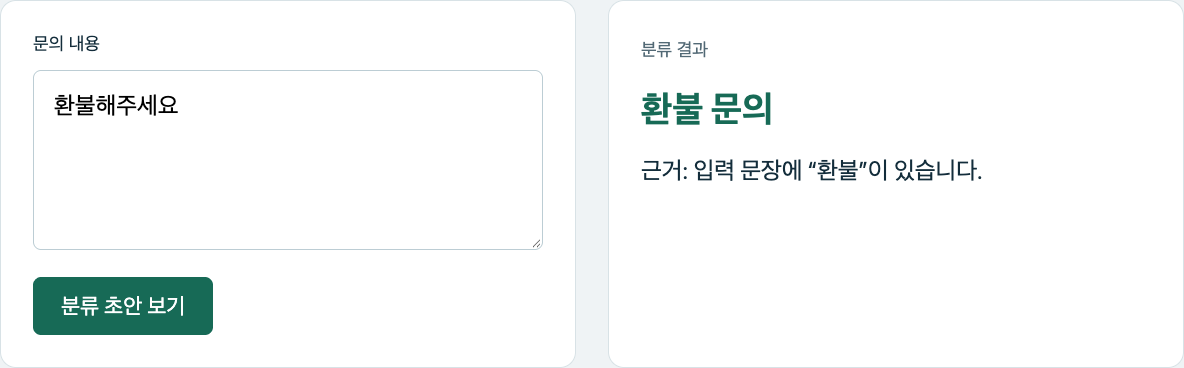 문의 내용
환불해주세요
분류 초안 보기
분류 결과
환불 문의
근거: 입력 문장에 “환불”이 있습니다.